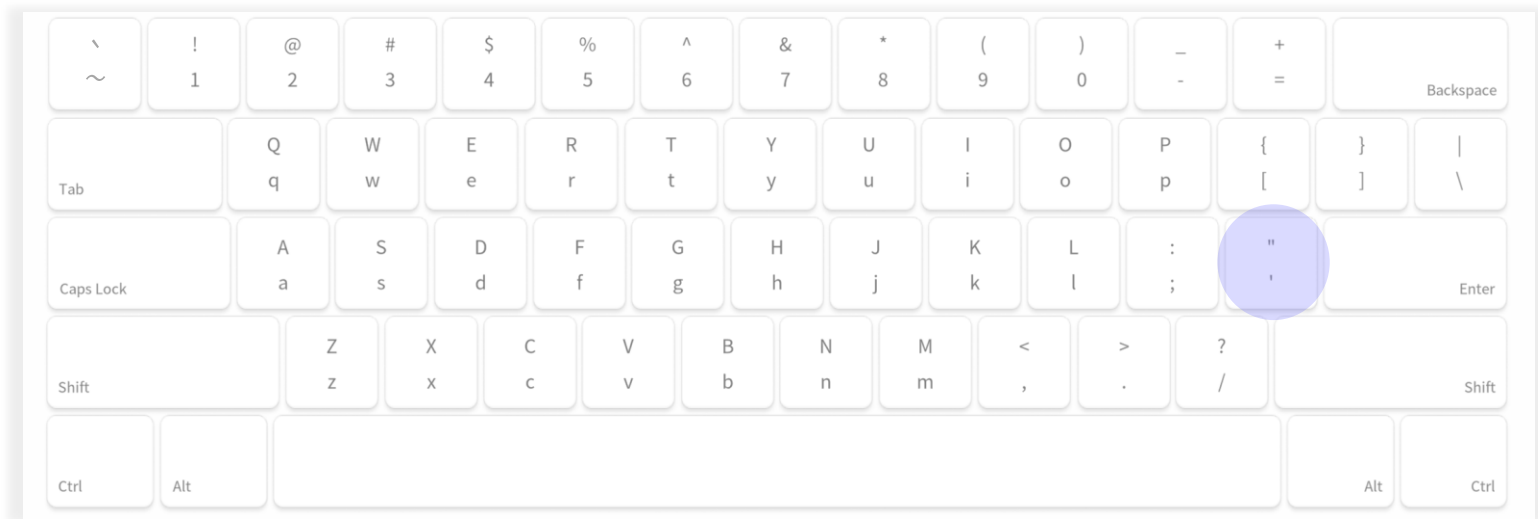 ヽ ! @ # $ % ^ & * ( ) _ +
～ 1 2 3 4 5 6 7 8 9 0 - = Backspace
Q W E R T Y U I O P { } |
Tab q w e r t y u i o p [ ] \
A S D F G H J K L : "
Caps Lock a s d f g h j k l ; ' Enter
Z X C V B N M < > ?
Shift z x c v b n m , . / Shift
Ctrl Alt Alt Ctrl